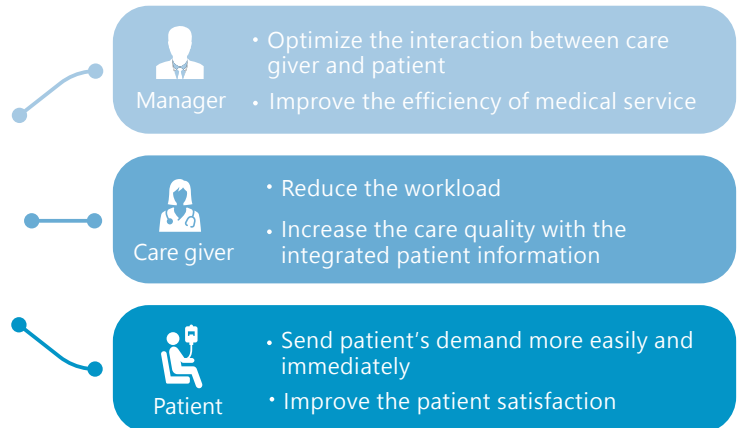 Manager
• Optimize the interaction between care
giver and patient
• Improve the efficiency of medical service
Care giver
• Reduce the workload
• Increase the care quality with the
integrated patient information
Patient
• Send patient’s demand more easily and
immediately
• Improve the patient satisfaction